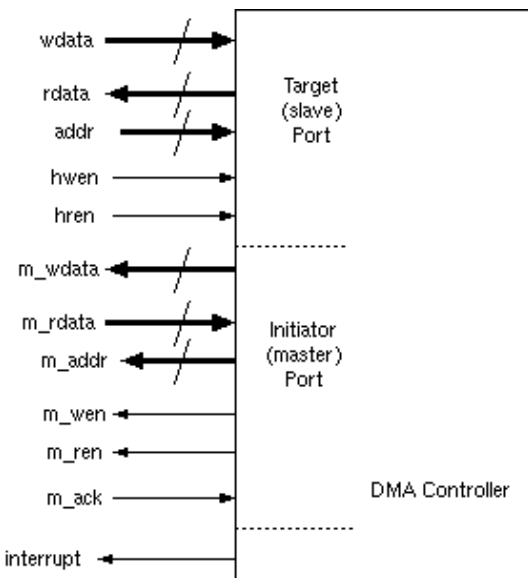 wdata
rdata
addr
hwen
hren
Target
(slave)
Port
m_wdata
m_rdata
m_addr
m_wen
m_ren
m_ack
Initiator
(master)
Port
DMA Controller
interrupt